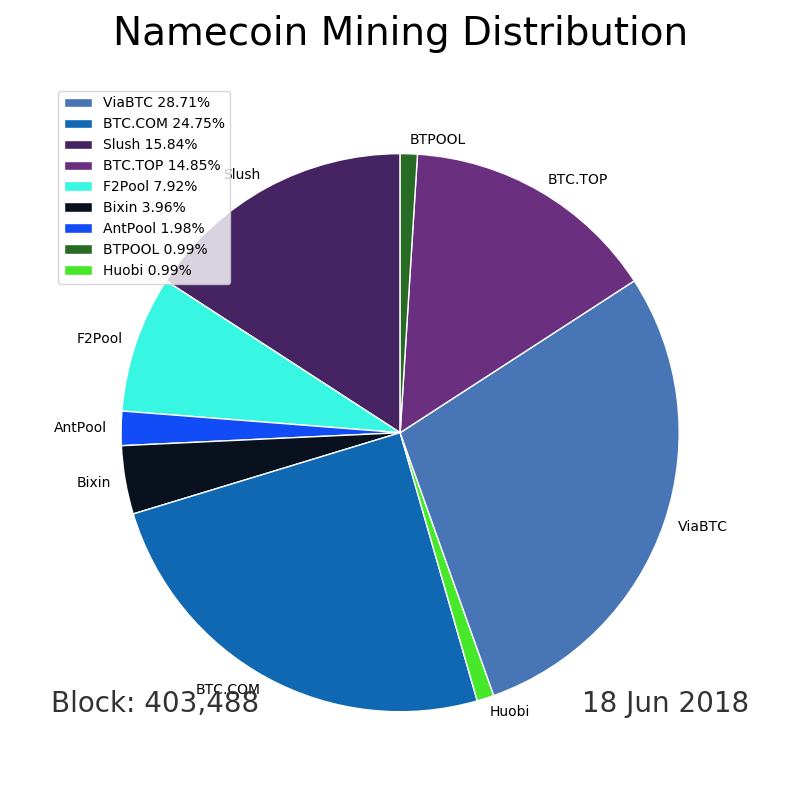 Namecoin Mining Distribution
ViaBTC 28.71%
BTC.COM 24.75%
Slush 15.84%
BTC.TOP 14.85%
F2Pool 7.92%
Bixin 3.96%
AntPool 1.98%
BTPOOL 0.99%
Huobi 0.99%
BTPOOL
BTC.TOP
Slush
F2Pool
AntPool
Bixin
ViaBTC
BTC.COM
Huobi
Block: 403,488
18 Jun 2018